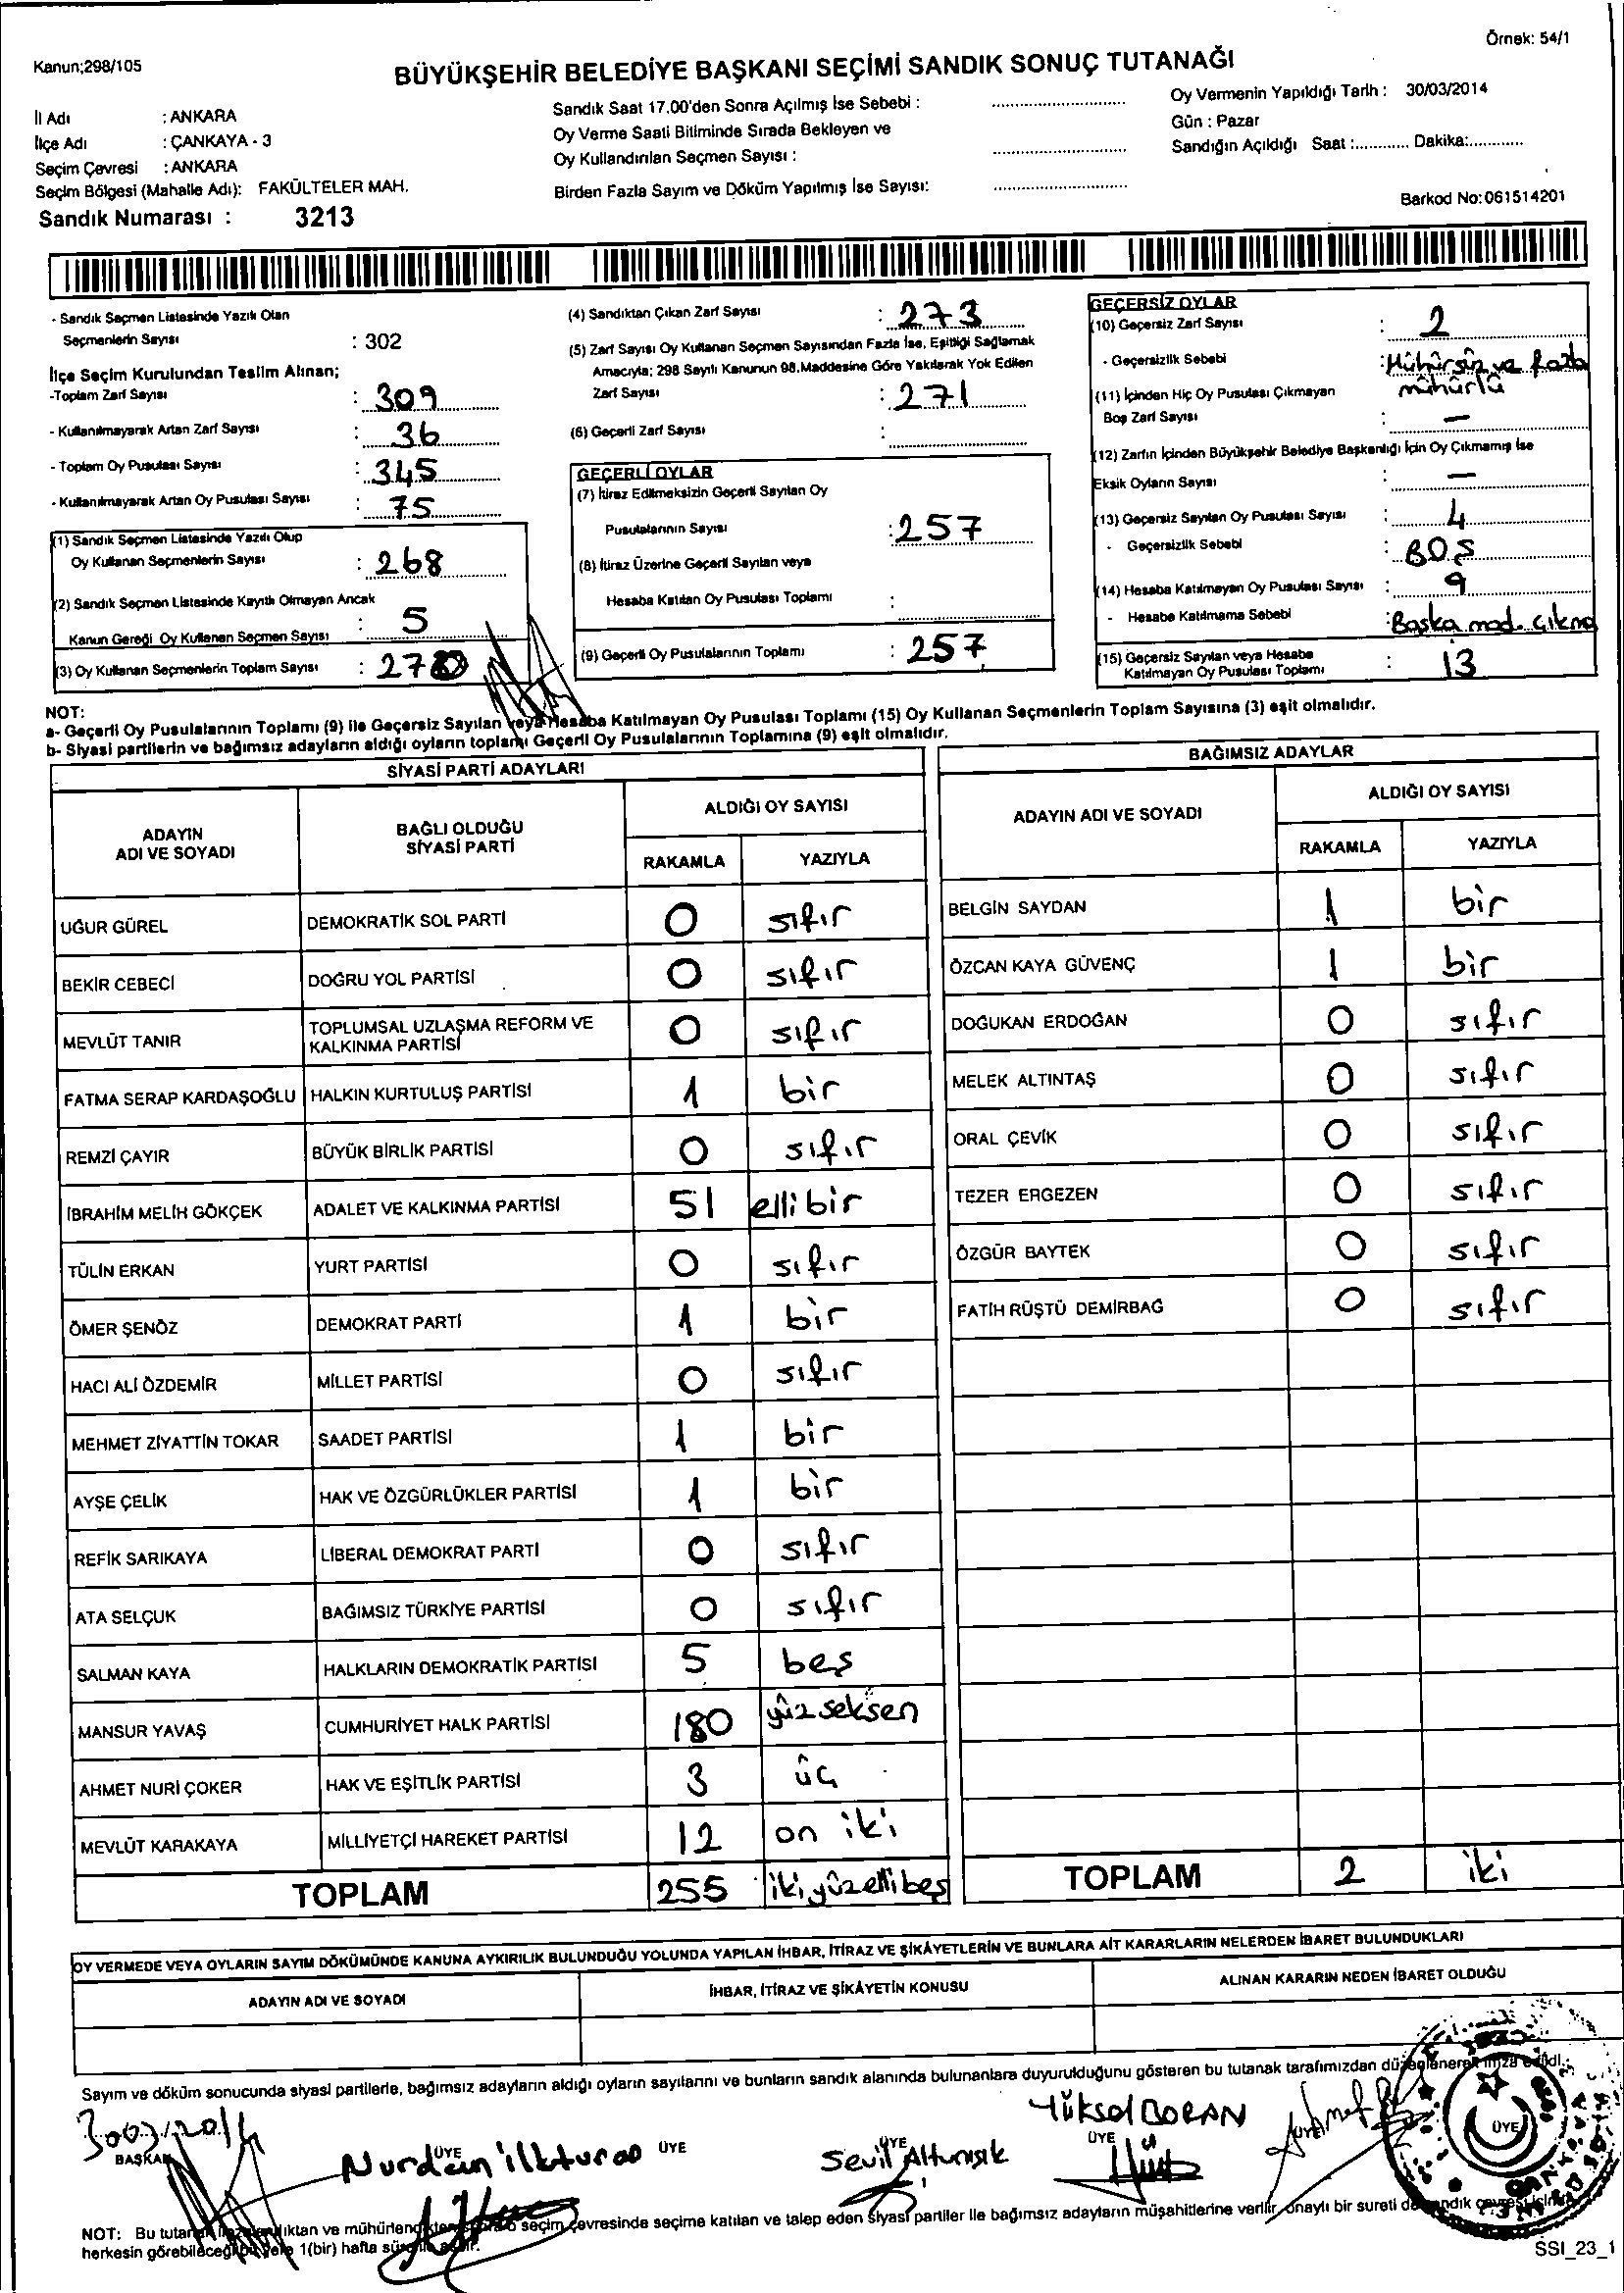 Örnek: 54/1
Kanun;298/105
BÜYÜKŞEHİR BELEDİYE BAŞKANI SEÇİMİ SANDIK SONUÇ TUTANAĞI
İl Adı : ANKARA
İlçe Adı : ÇANKAYA - 3
Seçim Çevresi : ANKARA
Seçim Bölgesi (Mahalle Adı): FAKÜLTELER MAH.
Sandık Numarası : 3213
Sandık Saat 17.00'den Sonra Açılmış İse Sebebi :
Oy Verme Saati Bitiminde Sırada Bekleyen ve
Oy Kullandırılan Seçmen Sayısı :
Birden Fazla Sayım ve Döküm Yapılmış İse Sayısı:
Oy Vermenin Yapıldığı Tarih : 30/03/2014
Gün : Pazar
Sandığın Açıldığı Saat :............ Dakika:............
Barkod No:061514201
- Sandık Seçmen Listesinde Yazılı Olan
Seçmenlerin Sayısı : 302
İlçe Seçim Kurulundan Teslim Alınan;
-Toplam Zarf Sayısı : 309
- Kullanılmayarak Artan Zarf Sayısı : 36
- Toplam Oy Pusulası Sayısı : 345
- Kullanılmayarak Artan Oy Pusulası Sayısı : 75
(1) Sandık Seçmen Listesinde Yazılı Olup
Oy Kullanan Seçmenlerin Sayısı : 268
(2) Sandık Seçmen Listesinde Kayıtlı Olmayan Ancak
Kanun Gereği Oy Kullanan Seçmen Sayısı : 5
(3) Oy Kullanan Seçmenlerin Toplam Sayısı :
(4) Sandıktan Çıkan Zarf Sayısı : 273
(5) Zarf Sayısı Oy Kullanan Seçmen Sayısından Fazla İse, Eşitliği Sağlamak
Amacıyla; 298 Sayılı Kanunun 98.Maddesine Göre Yakılarak Yok Edilen
Zarf Sayısı : 271
(6) Geçerli Zarf Sayısı :
GEÇERLİ OYLAR
(7) İtiraz Edilmeksizin Geçerli Sayılan Oy
Pusulalarının Sayısı : 257
(8) İtiraz Üzerine Geçerli Sayılan veya
Hesaba Katılan Oy Pusulası Toplamı :
(9) Geçerli Oy Pusulalarının Toplamı : 257
GEÇERSİZ OYLAR
(10) Geçersiz Zarf Sayısı : 2
- Geçersizlik Sebebi : Mühürsüz ve fazla
mühürlü
(11) İçinden Hiç Oy Pusulası Çıkmayan
Boş Zarf Sayısı : —
(12) Zarfın İçinden Büyükşehir Belediye Başkanlığı İçin Oy Çıkmamış İse
Eksik Oyların Sayısı : —
(13) Geçersiz Sayılan Oy Pusulası Sayısı : 4
- Geçersizlik Sebebi : BOŞ
(14) Hesaba Katılmayan Oy Pusulası Sayısı : 9
- Hesaba Katılmama Sebebi : Başka mad. çıkma
(15) Geçersiz Sayılan veya Hesaba
Katılmayan Oy Pusulası Toplamı : 13
NOT:
a- Geçerli Oy Pusulalarının Toplamı (9) ile Geçersiz Sayılan veya Hesaba Katılmayan Oy Pusulası Toplamı (15) Oy Kullanan Seçmenlerin Toplam Sayısına (3) eşit olmalıdır.
b- Siyasi partilerin ve bağımsız adayların aldığı oyların toplamı Geçerli Oy Pusulalarının Toplamına (9) eşit olmalıdır.
SİYASİ PARTİ ADAYLARI
ADAYIN ADI VE SOYADI BAĞLI OLDUĞU SİYASİ PARTİ ALDIĞI OY SAYISI
RAKAMLA YAZIYLA
UĞUR GÜREL DEMOKRATİK SOL PARTİ 0 sıfır
BEKİR CEBECİ DOĞRU YOL PARTİSİ 0 sıfır
MEVLÜT TANIR TOPLUMSAL UZLAŞMA REFORM VE KALKINMA PARTİSİ 0 sıfır
FATMA SERAP KARDAŞOĞLU HALKIN KURTULUŞ PARTİSİ 1 bir
REMZİ ÇAYIR BÜYÜK BİRLİK PARTİSİ 0 sıfır
İBRAHİM MELİH GÖKÇEK ADALET VE KALKINMA PARTİSİ 51 elli bir
TÜLİN ERKAN YURT PARTİSİ 0 sıfır
ÖMER ŞENÖZ DEMOKRAT PARTİ 1 bir
HACI ALİ ÖZDEMİR MİLLET PARTİSİ 0 sıfır
MEHMET ZİYATTİN TOKAR SAADET PARTİSİ 1 bir
AYŞE ÇELİK HAK VE ÖZGÜRLÜKLER PARTİSİ 1 bir
REFİK SARIKAYA LİBERAL DEMOKRAT PARTİ 0 sıfır
ATA SELÇUK BAĞIMSIZ TÜRKİYE PARTİSİ 0 sıfır
SALMAN KAYA HALKLARIN DEMOKRATİK PARTİSİ 5 beş
MANSUR YAVAŞ CUMHURİYET HALK PARTİSİ 180 yüz seksen
AHMET NURİ ÇOKER HAK VE EŞİTLİK PARTİSİ 3 üç
MEVLÜT KARAKAYA MİLLİYETÇİ HAREKET PARTİSİ 12 on iki
TOPLAM 255 iki yüz elli beş
BAĞIMSIZ ADAYLAR
ADAYIN ADI VE SOYADI ALDIĞI OY SAYISI
RAKAMLA YAZIYLA
BELGİN SAYDAN 1 bir
ÖZCAN KAYA GÜVENÇ 1 bir
DOĞUKAN ERDOĞAN 0 sıfır
MELEK ALTINTAŞ 0 sıfır
ORAL ÇEVİK 0 sıfır
TEZER ERGEZEN 0 sıfır
ÖZGÜR BAYTEK 0 sıfır
FATİH RÜŞTÜ DEMİRBAĞ 0 sıfır
TOPLAM 2 iki
OY VERMEDE VEYA OYLARIN SAYIM DÖKÜMÜNDE KANUNA AYKIRILIK BULUNDUĞU YOLUNDA YAPILAN İHBAR, İTİRAZ VE ŞİKÂYETLERİN VE BUNLARA AİT KARARLARIN NELERDEN İBARET BULUNDUKLARI
ADAYIN ADI VE SOYADI İHBAR, İTİRAZ VE ŞİKÂYETİN KONUSU ALINAN KARARIN NEDEN İBARET OLDUĞU
Sayım ve döküm sonucunda siyasi partilerle, bağımsız adayların aldığı oyların sayılarını ve bunların sandık alanında bulunanlara duyurulduğunu gösteren bu tutanak tarafımızdan düzenlenerek imza edildi.
Yüksel BORAN
BAŞKAN ÜYE ÜYE ÜYE ÜYE ÜYE ÜYE
Sevil Altunışık
NOT: Bu tutanak iktan ve mühürlendikten sonra o seçim çevresinde seçime katılan ve talep eden siyasi partiler ile bağımsız adayların müşahitlerine verilir, onaylı bir sureti de sandık çevresi içinde
herkesin görebileceği bir yere 1(bir) hafta süre ile asılır.
SSI_23_1